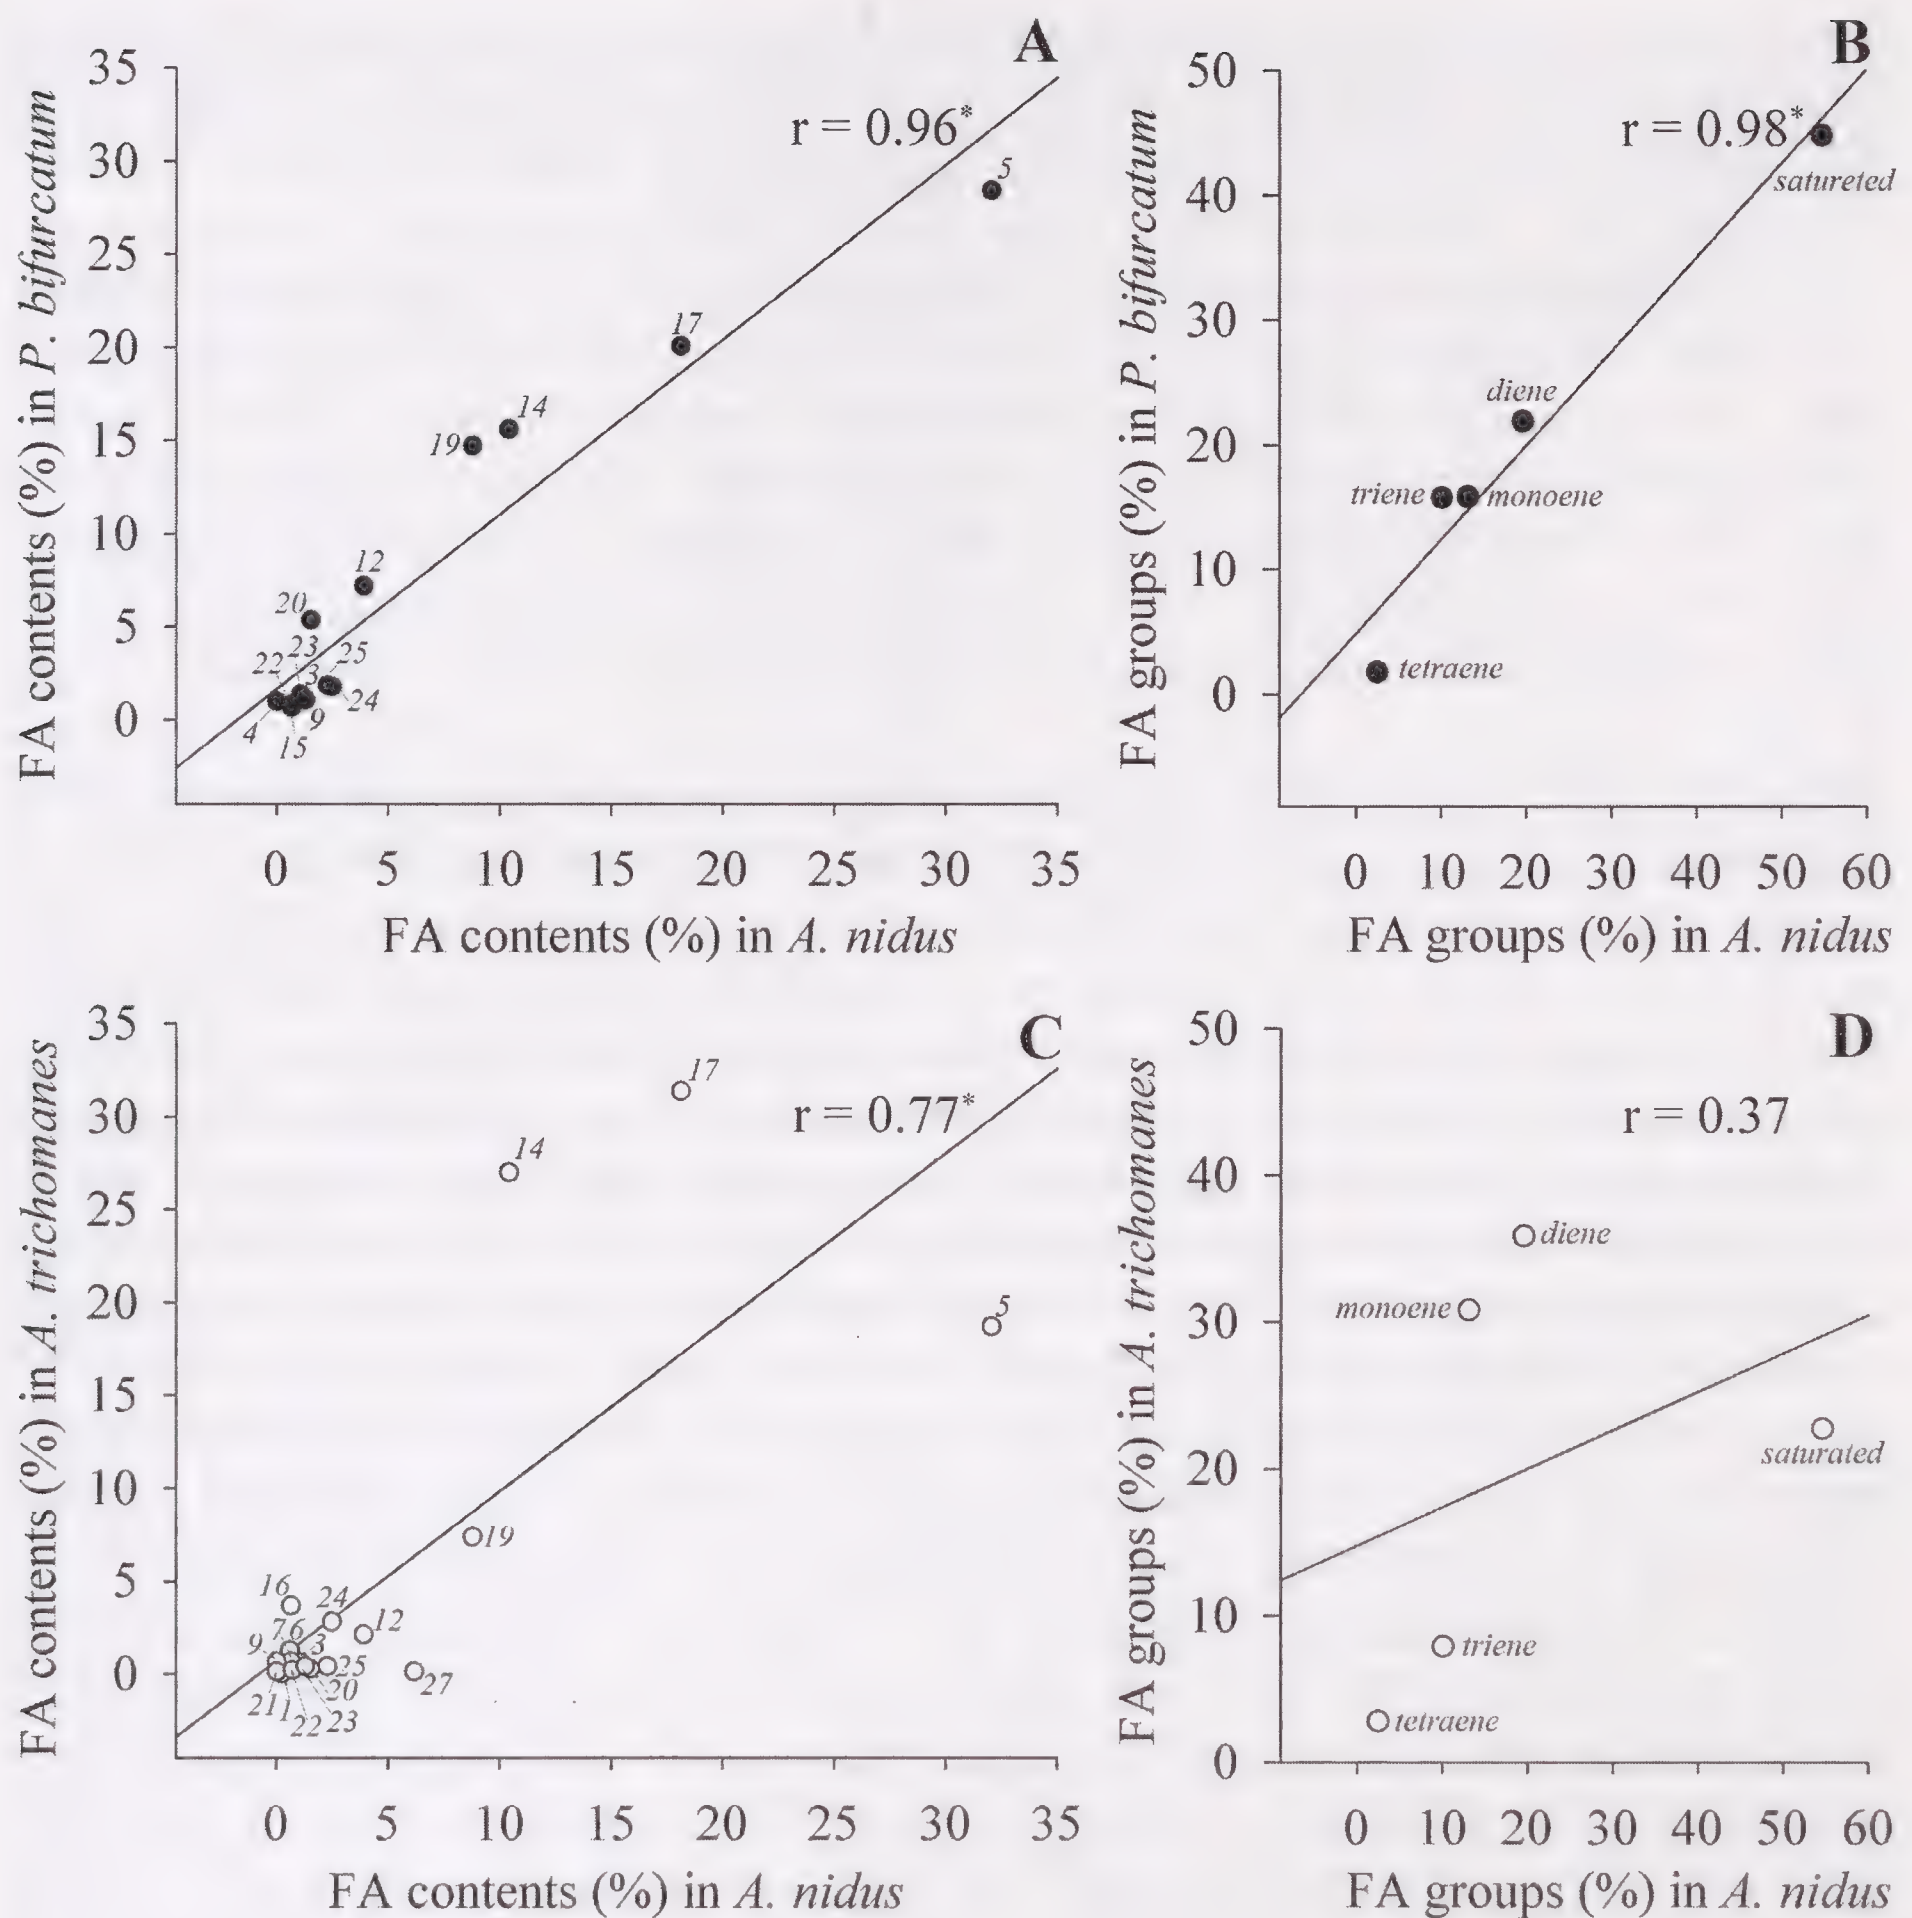 A
35
30
25
20
15
10
5
0
FA contents (%) in P. bifurcatum
r = 0.96*
5
17
14
19
12
20
23
22
3
25
24
9
4
15
0 5 10 15 20 25 30 35
FA contents (%) in A. nidus
B
50
40
30
20
10
0
FA groups (%) in P. bifurcatum
r = 0.98*
satureted
diene
triene
monoene
tetraene
0 10 20 30 40 50 60
FA groups (%) in A. nidus
C
35
30
25
20
15
10
5
0
FA contents (%) in A. trichomanes
r = 0.77*
17
14
5
19
16
24
12
7
6
3
9
25
27
20
21
1
22
23
0 5 10 15 20 25 30 35
FA contents (%) in A. nidus
D
50
40
30
20
10
0
FA groups (%) in A. trichomanes
r = 0.37
diene
monoene
saturated
triene
tetraene
0 10 20 30 40 50 60
FA groups (%) in A. nidus